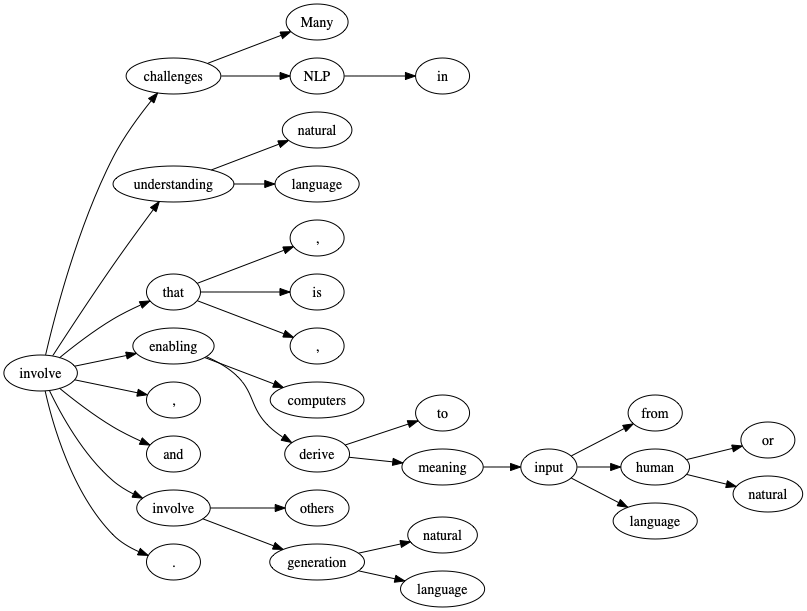 Many
challenges
NLP
in
natural
understanding
language
,
that
is
,
enabling
involve
computers
,
to
from
derive
or
and
meaning
input
human
natural
involve
others
language
natural
generation
.
language